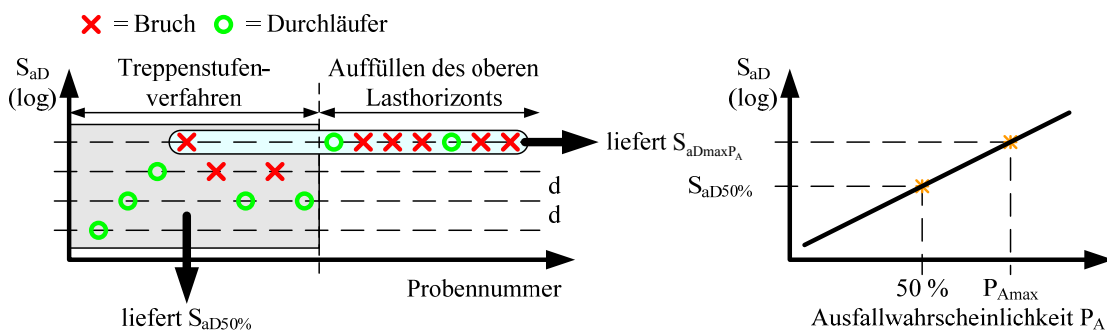 = Bruch = Durchläufer
S_aD
(log)
Treppenstufen-
verfahren
Auffüllen des oberen
Lasthorizonts
liefert S_aDmaxP_A
d
d
Probennummer
liefert S_aD50%
S_aD
(log)
S_aD50%
50 % P_Amax
Ausfallwahrscheinlichkeit P_A